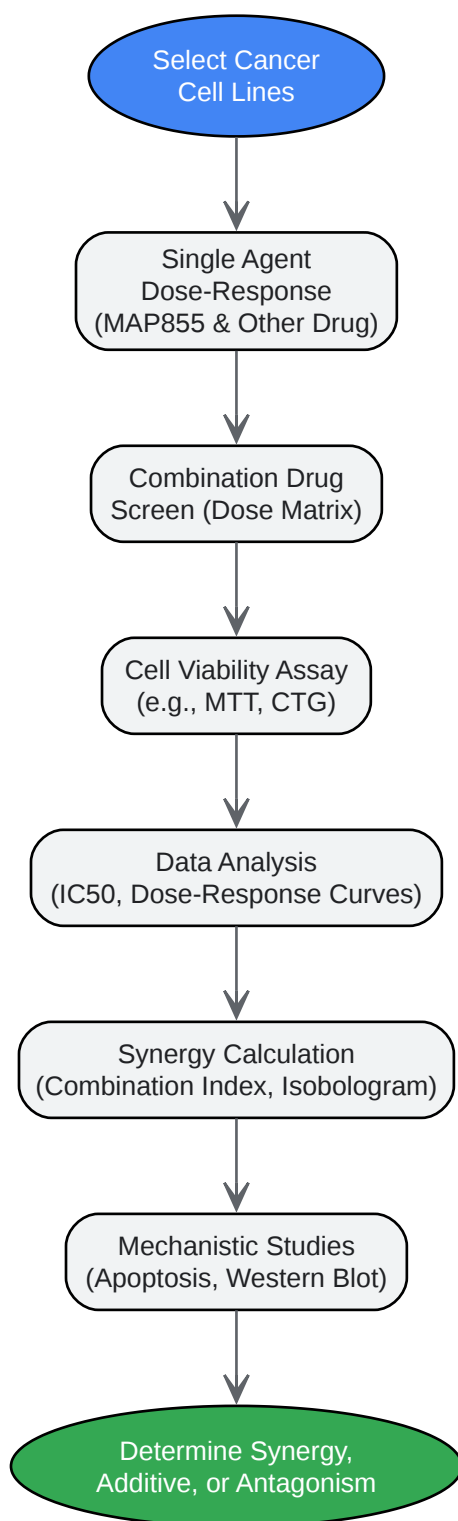 Select Cancer
Cell Lines
Single Agent
Dose-Response
(MAP855 & Other Drug)
Combination Drug
Screen (Dose Matrix)
Cell Viability Assay
(e.g., MTT, CTG)
Data Analysis
(IC50, Dose-Response Curves)
Synergy Calculation
(Combination Index, Isobologram)
Mechanistic Studies
(Apoptosis, Western Blot)
Determine Synergy,
Additive, or Antagonism